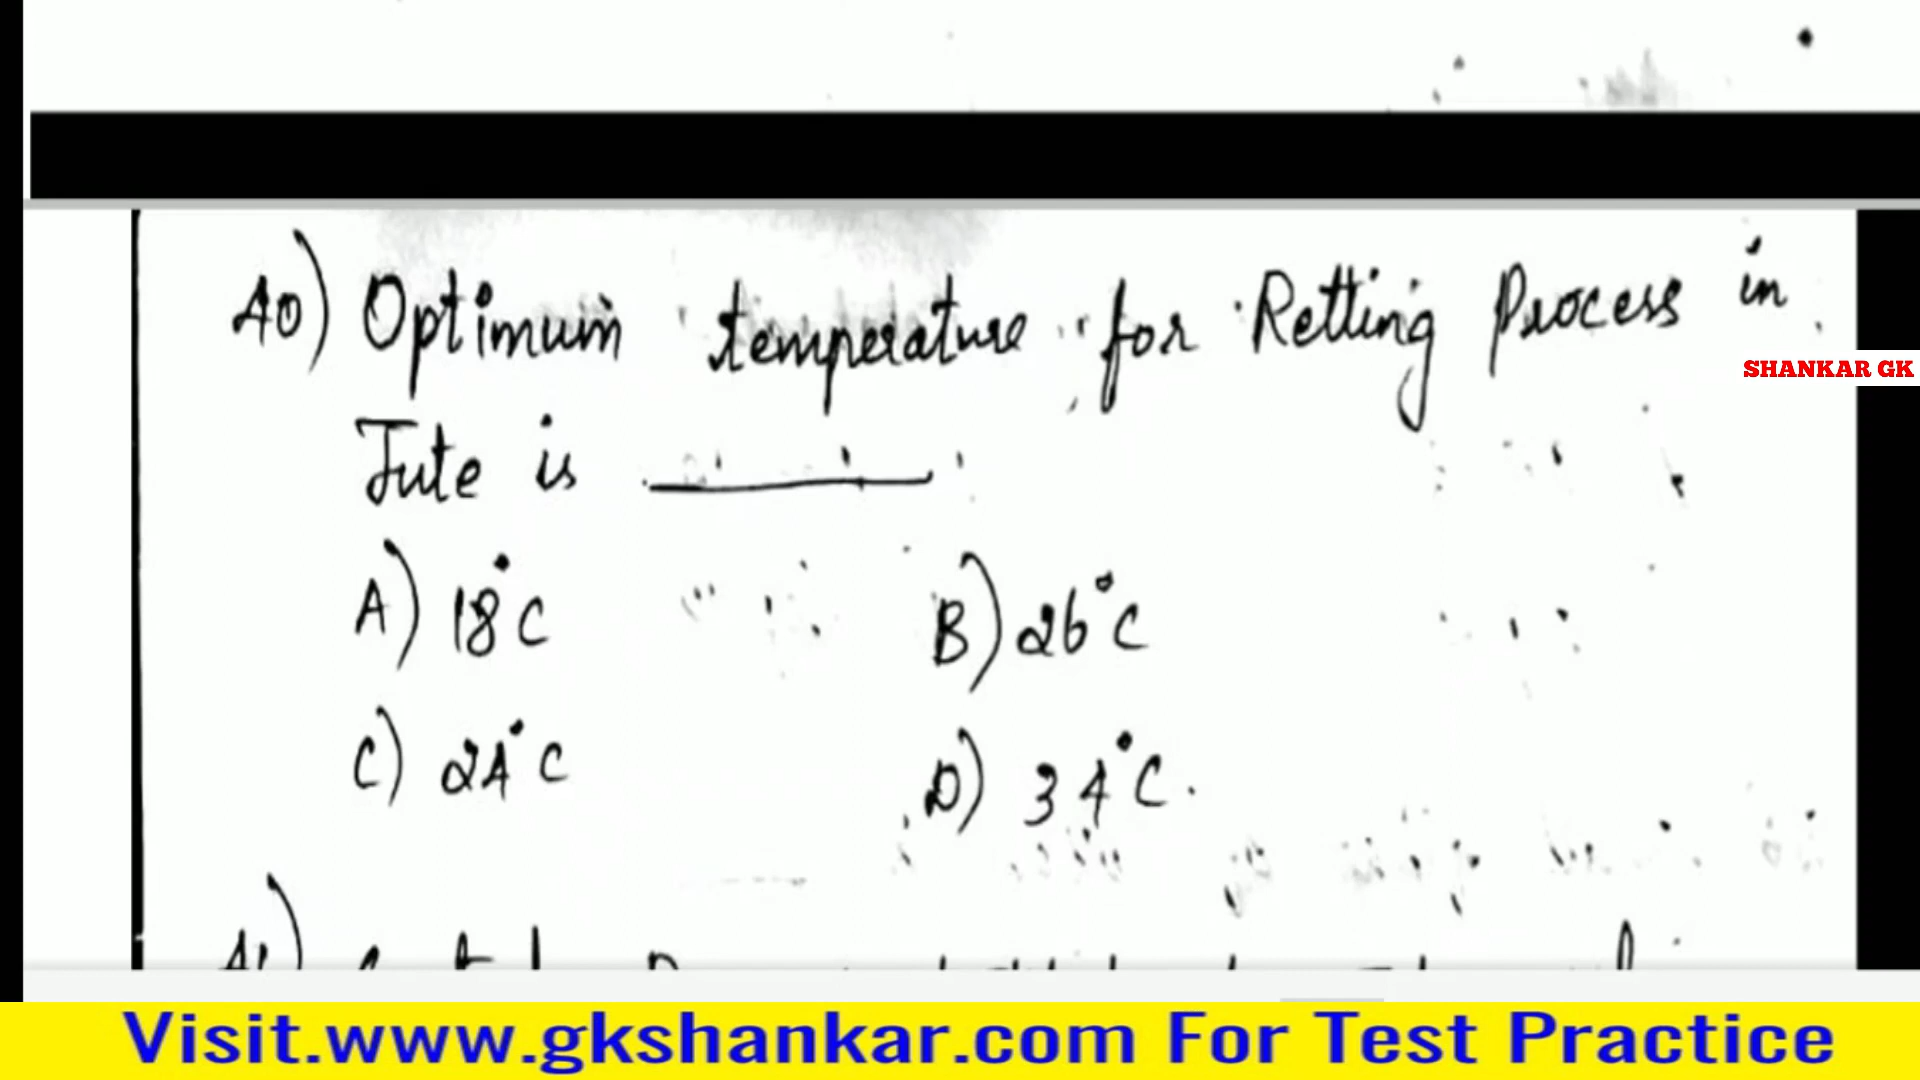 40) Optimum temperature for Retting Process in
SHANKAR GK
Jute is ______
A) 18°C B) 26°C
C) 24°C D) 34°C.
41)
Visit.www.gkshankar.com For Test Practice